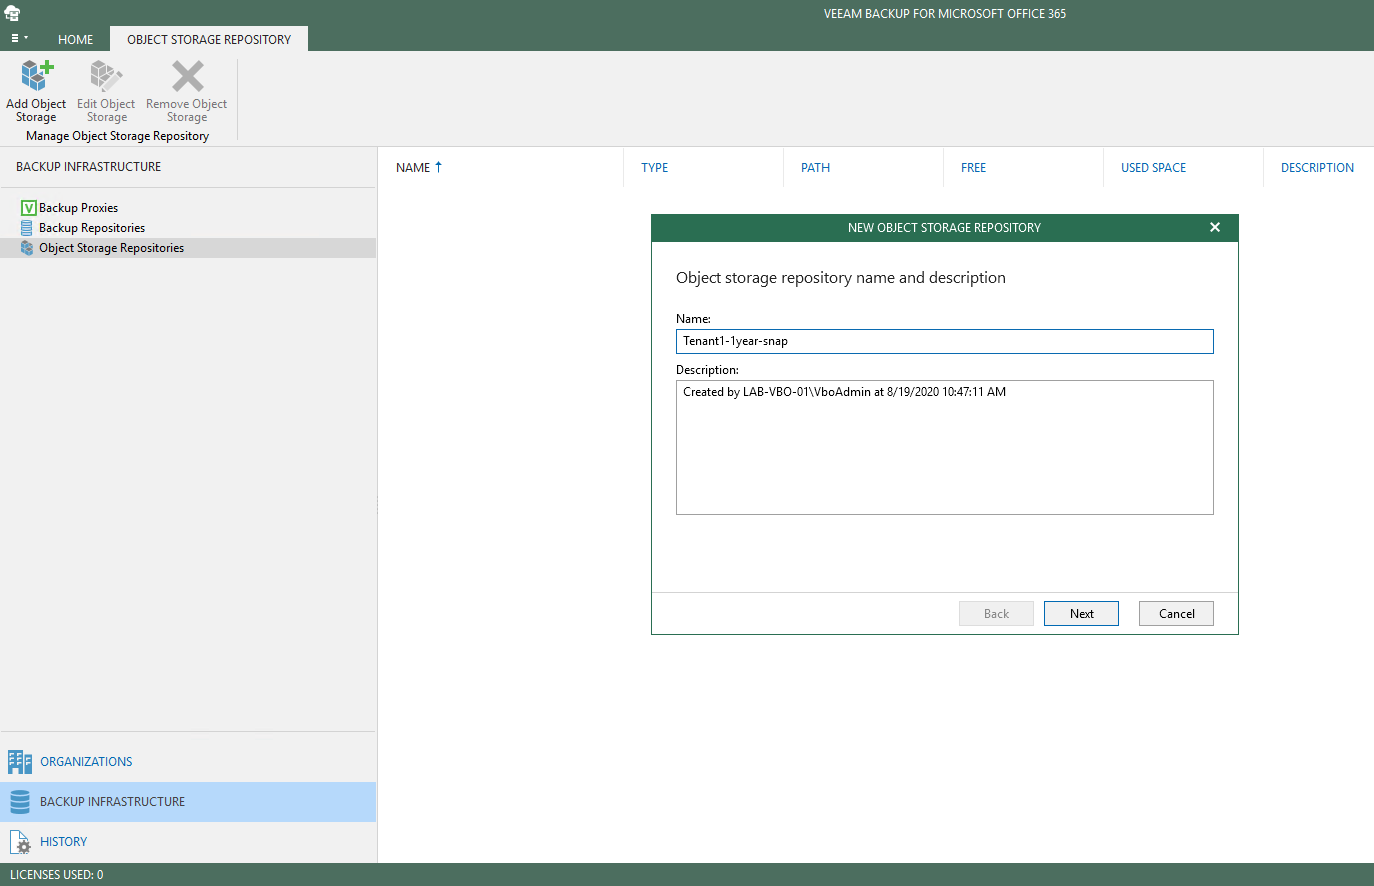 VEEAM BACKUP FOR MICROSOFT OFFICE 365
HOME
OBJECT STORAGE REPOSITORY
Add Object
Storage
Edit Object
Storage
Remove Object
Storage
Manage Object Storage Repository
BACKUP INFRASTRUCTURE
Backup Proxies
Backup Repositories
Object Storage Repositories
NAME
TYPE
PATH
FREE
USED SPACE
DESCRIPTION
NEW OBJECT STORAGE REPOSITORY
Object storage repository name and description
Name:
Tenant1-1year-snap
Description:
Created by LAB-VBO-01\VboAdmin at 8/19/2020 10:47:11 AM
Back
Next
Cancel
ORGANIZATIONS
BACKUP INFRASTRUCTURE
HISTORY
LICENSES USED: 0